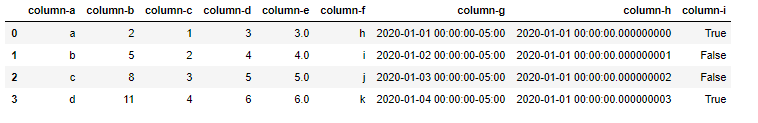 column-a column-b column-c column-d column-e column-f column-g column-h column-i
0 a 2 1 3 3.0 h 2020-01-01 00:00:00-05:00 2020-01-01 00:00:00.000000000 True
1 b 5 2 4 4.0 i 2020-01-02 00:00:00-05:00 2020-01-01 00:00:00.000000001 False
2 c 8 3 5 5.0 j 2020-01-03 00:00:00-05:00 2020-01-01 00:00:00.000000002 False
3 d 11 4 6 6.0 k 2020-01-04 00:00:00-05:00 2020-01-01 00:00:00.000000003 True